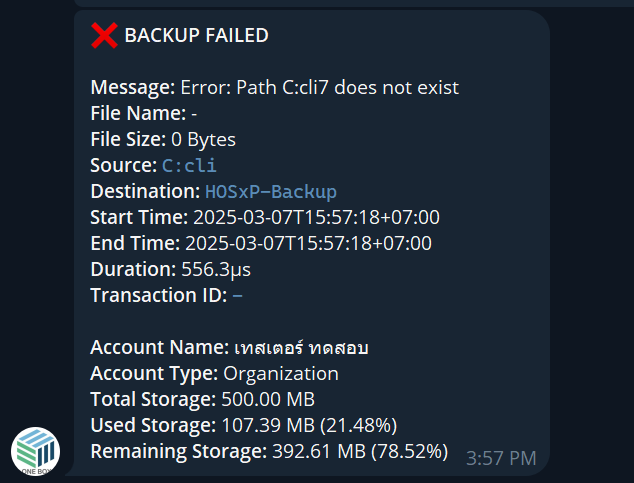 ❌ BACKUP FAILED
Message: Error: Path C:cli7 does not exist
File Name: -
File Size: 0 Bytes
Source: C:cli
Destination: HOSxP-Backup
Start Time: 2025-03-07T15:57:18+07:00
End Time: 2025-03-07T15:57:18+07:00
Duration: 556.3µs
Transaction ID: -
Account Name: เทสเตอร์ ทดสอบ
Account Type: Organization
Total Storage: 500.00 MB
Used Storage: 107.39 MB (21.48%)
Remaining Storage: 392.61 MB (78.52%)
3:57 PM
ONE BOX